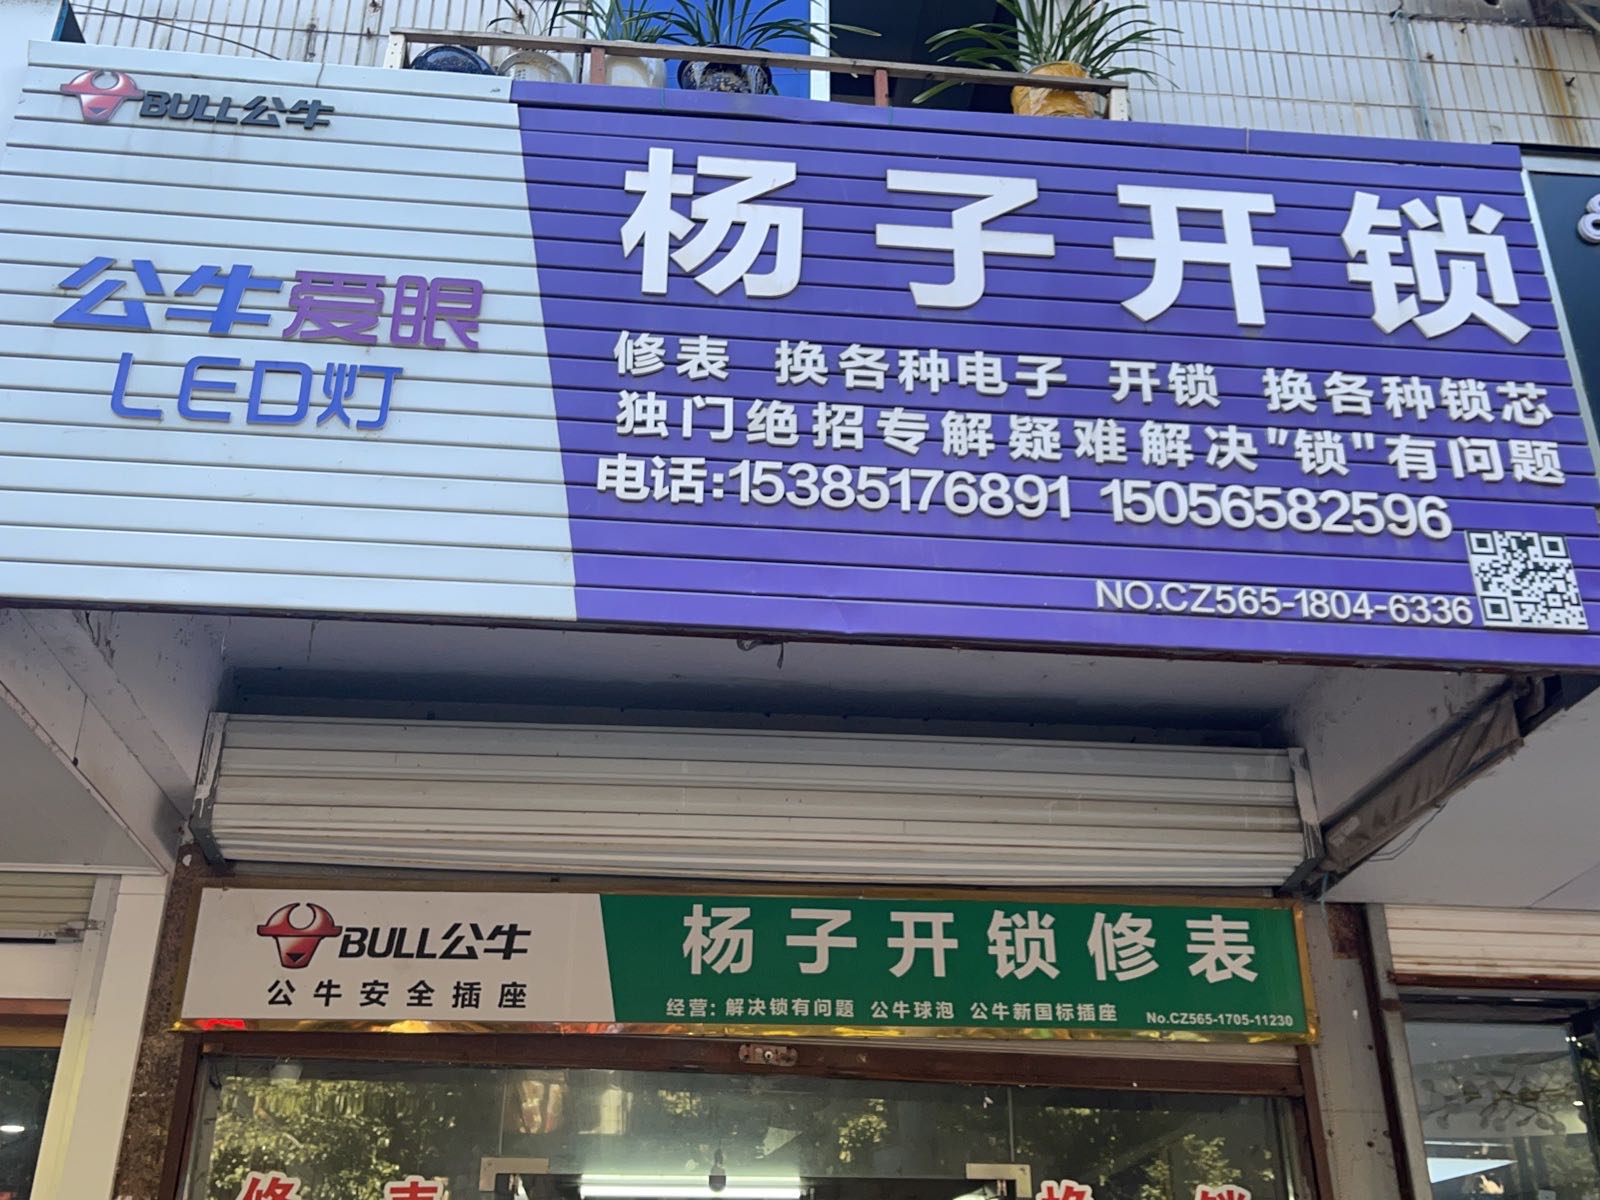 BULL公牛
公牛爱眼
LED灯
杨子开锁
修表 换各种电子 开锁 换各种锁芯
独门绝招专解疑难解决"锁"有问题
电话:15385176891 15056582596
NO.CZ565-1804-6336
BULL公牛
公牛安全插座
杨子开锁修表
经营: 解决锁有问题 公牛球泡 公牛新国标插座
No.CZ565-1705-11230
修表 换锁